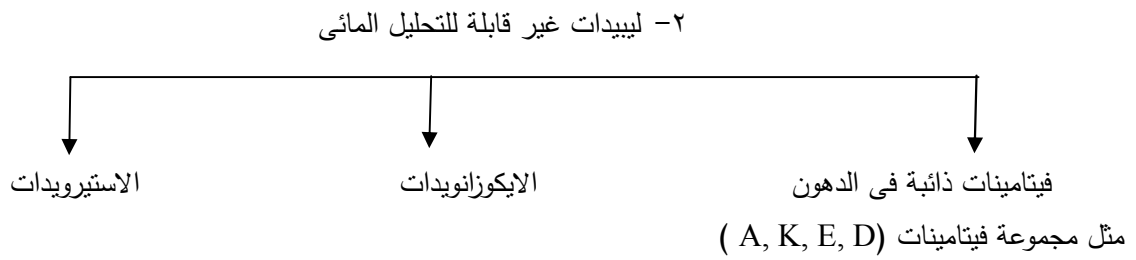 ٢- ليبيدات غير قابلة للتحليل المائى
فيتامينات ذائبة فى الدهون
مثل مجموعة فيتامينات (A, K, E, D )
الايكوزانويدات
الاستيرويدات